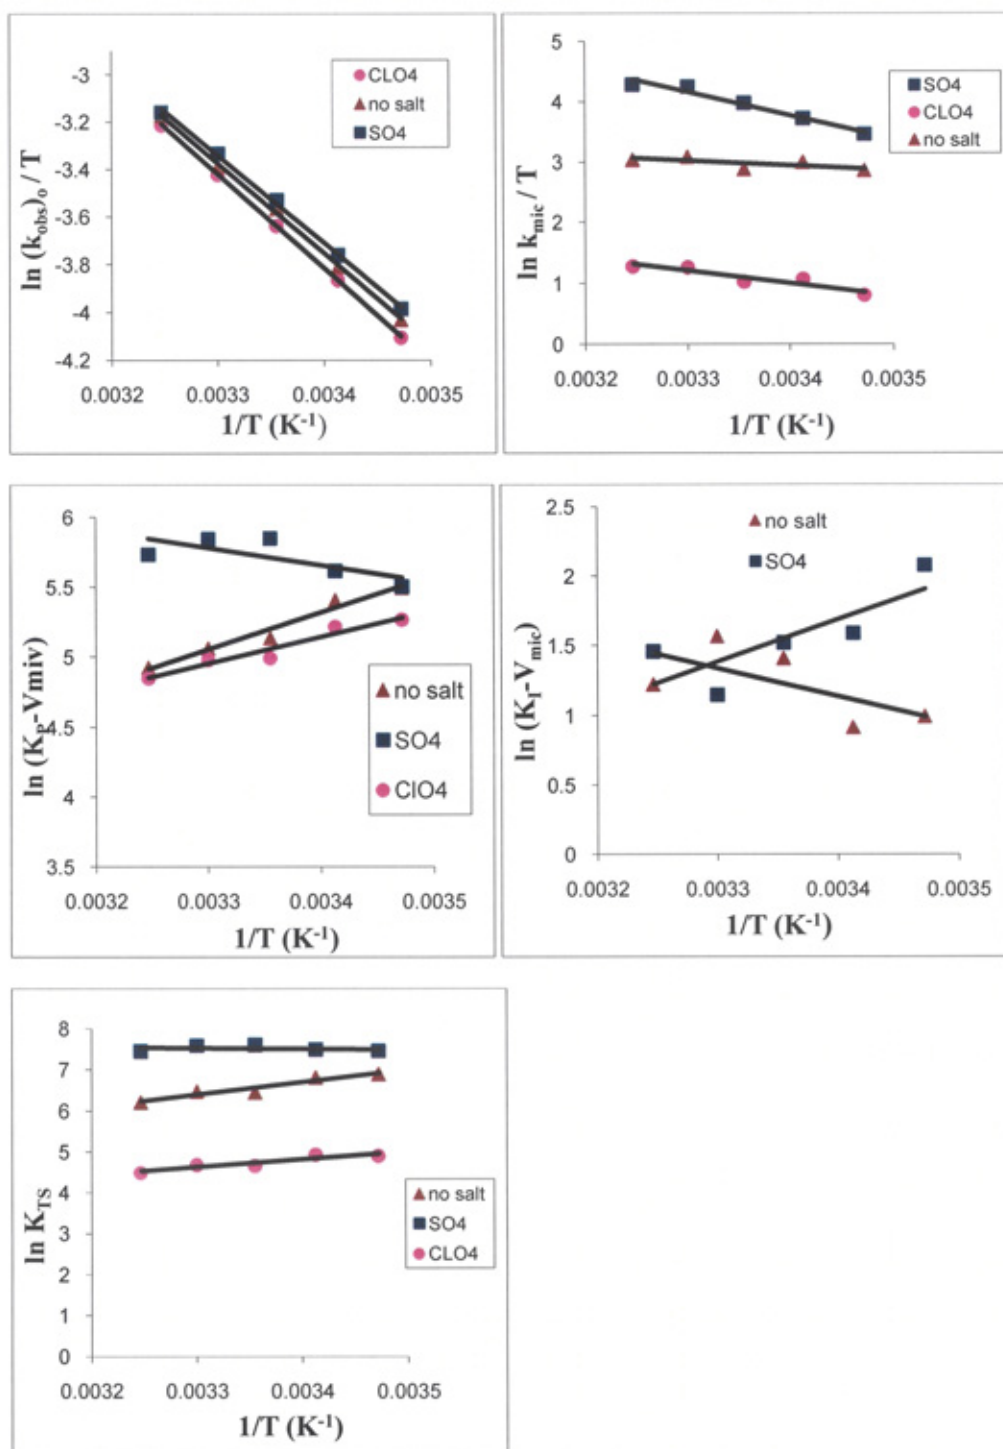 -3
-3.2
-3.4
-3.6
-3.8
-4
-4.2
ln (kobs)o / T
CLO4
no salt
SO4
0.0032 0.0033 0.0034 0.0035
1/T (K-1)
5
4
3
2
1
0
ln kmic / T
SO4
CLO4
no salt
0.0032 0.0033 0.0034 0.0035
1/T (K-1)
6
5.5
5
4.5
4
3.5
ln (KP-Vmiv)
no salt
SO4
ClO4
0.0032 0.0033 0.0034 0.0035
1/T (K-1)
2.5
2
1.5
1
0.5
0
ln (KI-Vmic)
no salt
SO4
0.0032 0.0033 0.0034 0.0035
1/T (K-1)
8
7
6
5
4
3
2
1
0
ln KTS
no salt
SO4
CLO4
0.0032 0.0033 0.0034 0.0035
1/T (K-1)